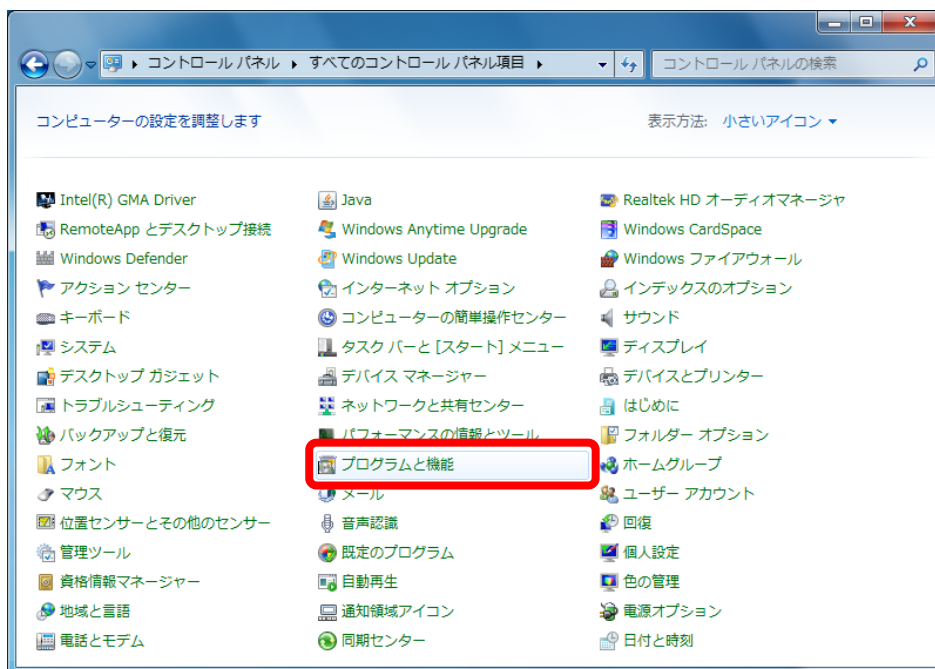 コントロール パネル すべてのコントロール パネル項目 コントロール パネルの検索
コンピューターの設定を調整します 表示方法: 小さいアイコン
Intel(R) GMA Driver Java Realtek HD オーディオマネージャ
RemoteApp とデスクトップ接続 Windows Anytime Upgrade Windows CardSpace
Windows Defender Windows Update Windows ファイアウォール
アクション センター インターネット オプション インデックスのオプション
キーボード コンピューターの簡単操作センター サウンド
システム タスク バーと [スタート] メニュー ディスプレイ
デスクトップ ガジェット デバイス マネージャー デバイスとプリンター
トラブルシューティング ネットワークと共有センター はじめに
バックアップと復元 パフォーマンスの情報とツール フォルダー オプション
フォント プログラムと機能 ホームグループ
マウス メール ユーザー アカウント
位置センサーとその他のセンサー 音声認識 回復
管理ツール 既定のプログラム 個人設定
資格情報マネージャー 自動再生 色の管理
地域と言語 通知領域アイコン 電源オプション
電話とモデム 同期センター 日付と時刻